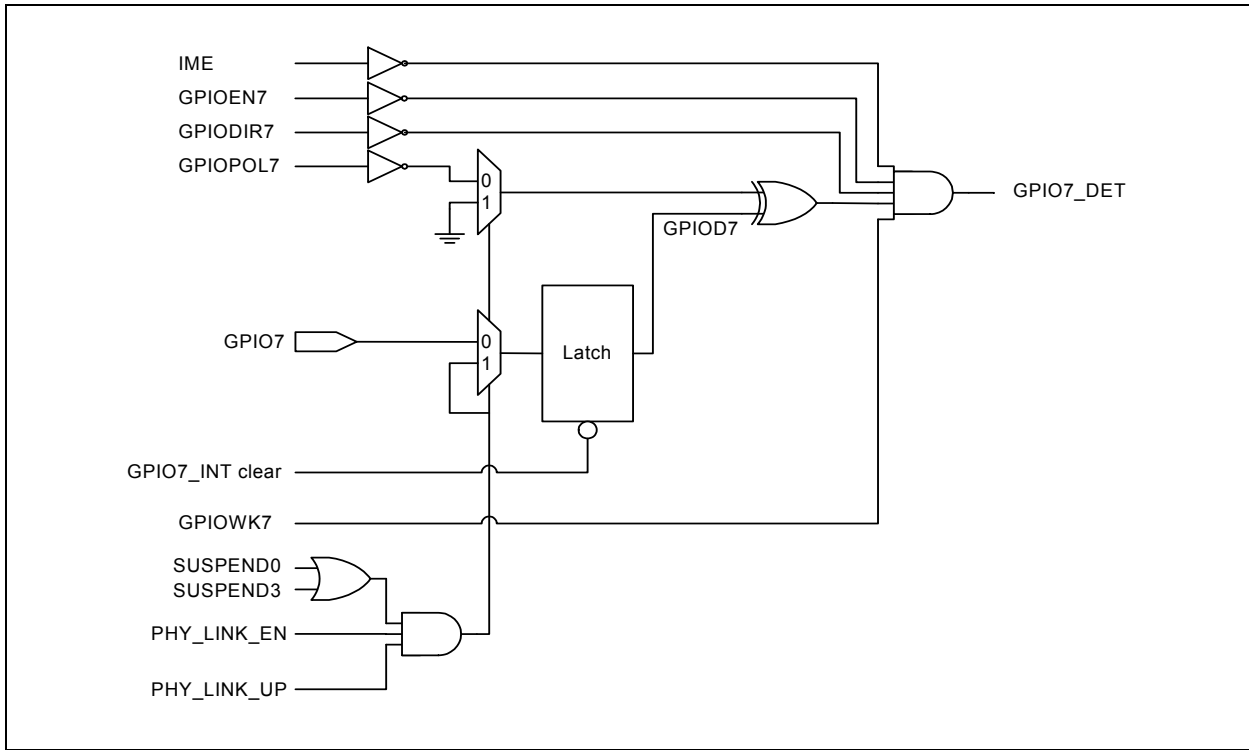 IME
GPIOEN7
GPIODIR7
GPIOPOL7
0
1
GPIO7_DET
GPIOD7
GPIO7
0
1
Latch
GPIO7_INT clear
GPIOWK7
SUSPEND0
SUSPEND3
PHY_LINK_EN
PHY_LINK_UP